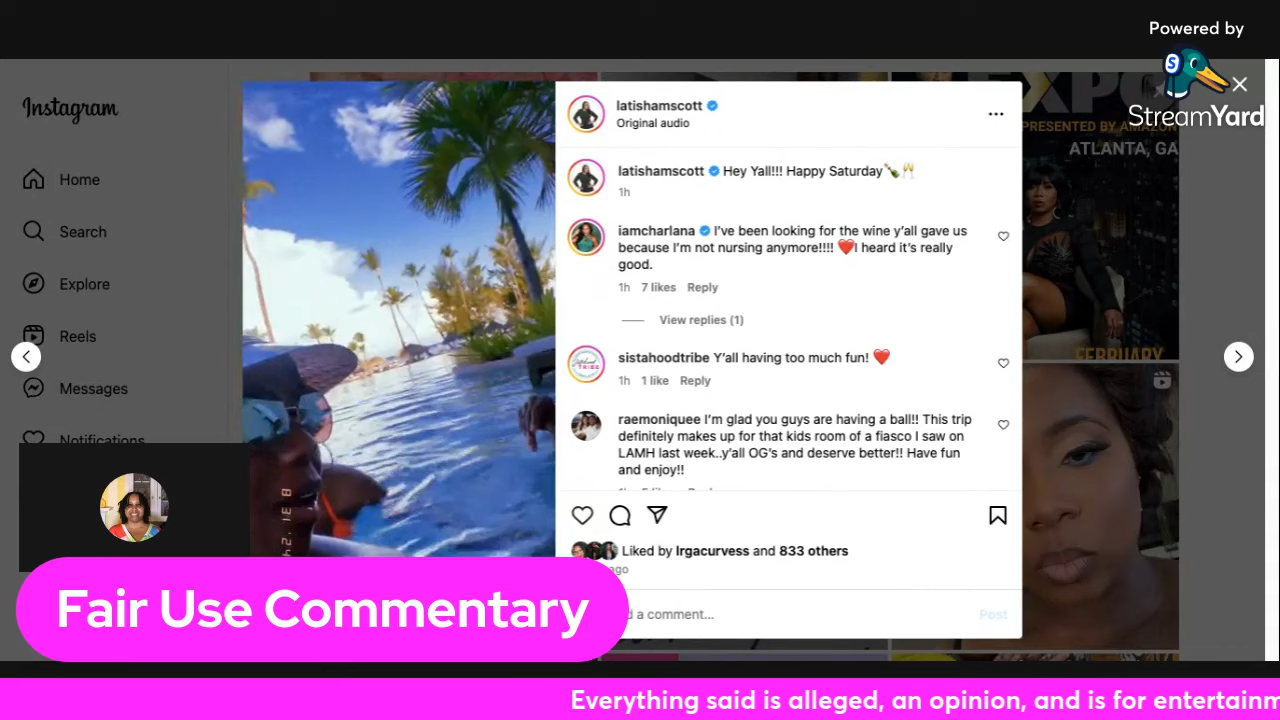 Powered by
StreamYard
Instagram
Home
Search
Explore
Reels
Messages
Notifications
EXPO
PRESENTED BY AMAZON
ATLANTA, GA
FEBRUARY
latishamscott
Original audio
latishamscott Hey Yall!!! Happy Saturday🍾🥂
1h
iamcharlana I've been looking for the wine y'all gave us
because I'm not nursing anymore!!!! ❤️I heard it's really
good.
1h 7 likes Reply
View replies (1)
sistahoodtribe Y'all having too much fun! ❤️
1h 1 like Reply
raemoniquee I'm glad you guys are having a ball!! This trip
definitely makes up for that kids room of a fiasco I saw on
LAMH last week..y'all OG's and deserve better!! Have fun
and enjoy!!
Liked by lrgacurvess and 833 others
ago
d a comment...
Post
Fair Use Commentary
Everything said is alleged, an opinion, and is for entertainm